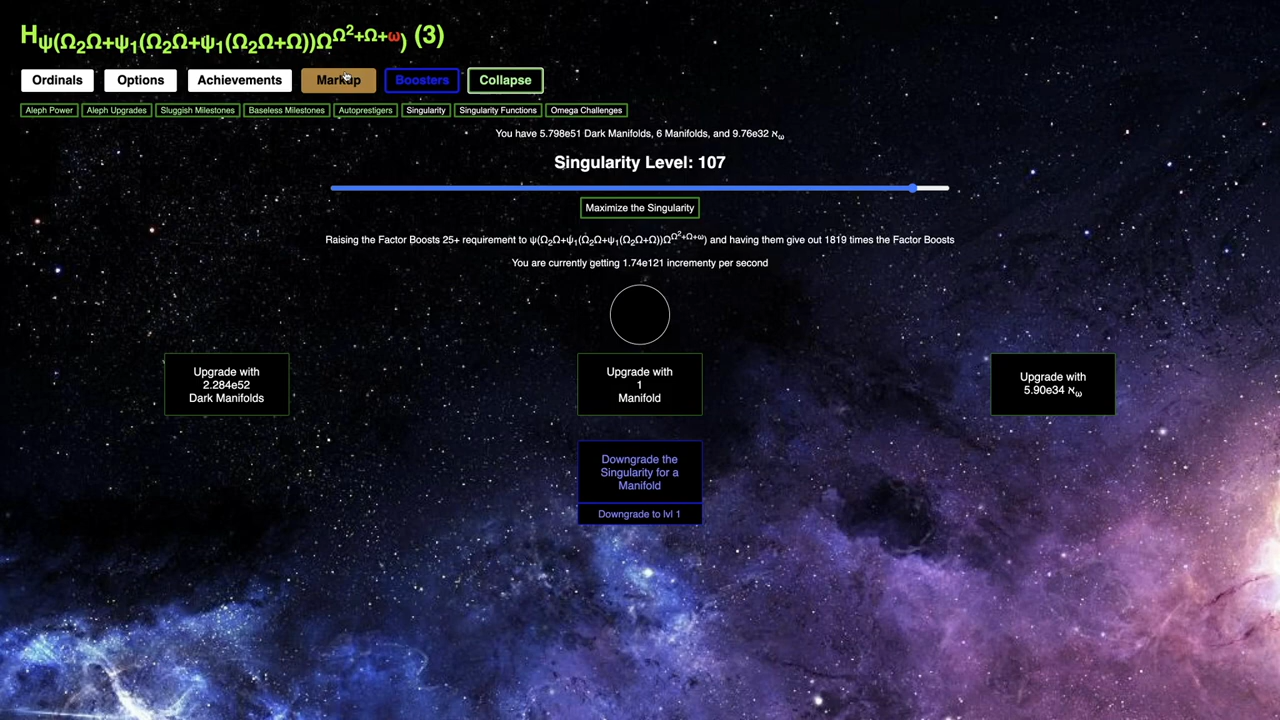 Hψ(Ω₂Ω+ψ₁(Ω₂Ω+ψ₁(Ω₂Ω+Ω))Ω^Ω²+Ω+ω) (3)
Ordinals Options Achievements Markup Boosters Collapse
Aleph Power Aleph Upgrades Sluggish Milestones Baseless Milestones Autoprestigers Singularity Singularity Functions Omega Challenges
You have 5.798e51 Dark Manifolds, 6 Manifolds, and 9.76e32 ℵω
Singularity Level: 107
Maximize the Singularity
Raising the Factor Boosts 25+ requirement to ψ(Ω₂Ω+ψ₁(Ω₂Ω+ψ₁(Ω₂Ω+Ω))Ω^Ω²+Ω+ω) and having them give out 1819 times the Factor Boosts
You are currently getting 1.74e121 incrementy per second
Upgrade with
2.284e52
Dark Manifolds
Upgrade with
1
Manifold
Upgrade with
5.90e34 ℵω
Downgrade the
Singularity for a
Manifold
Downgrade to lvl 1